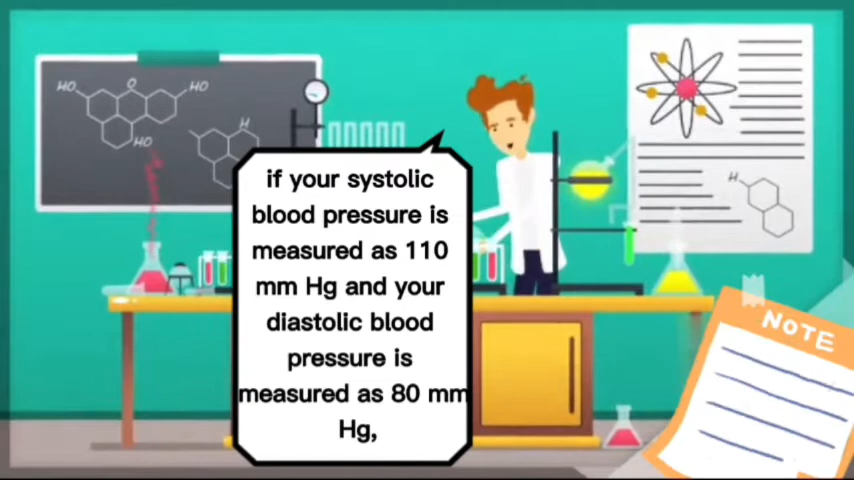 HO
O
HO
HO
H
H
if your systolic
blood pressure is
measured as 110
mm Hg and your
diastolic blood
pressure is
measured as 80 mm
Hg,
NOTE